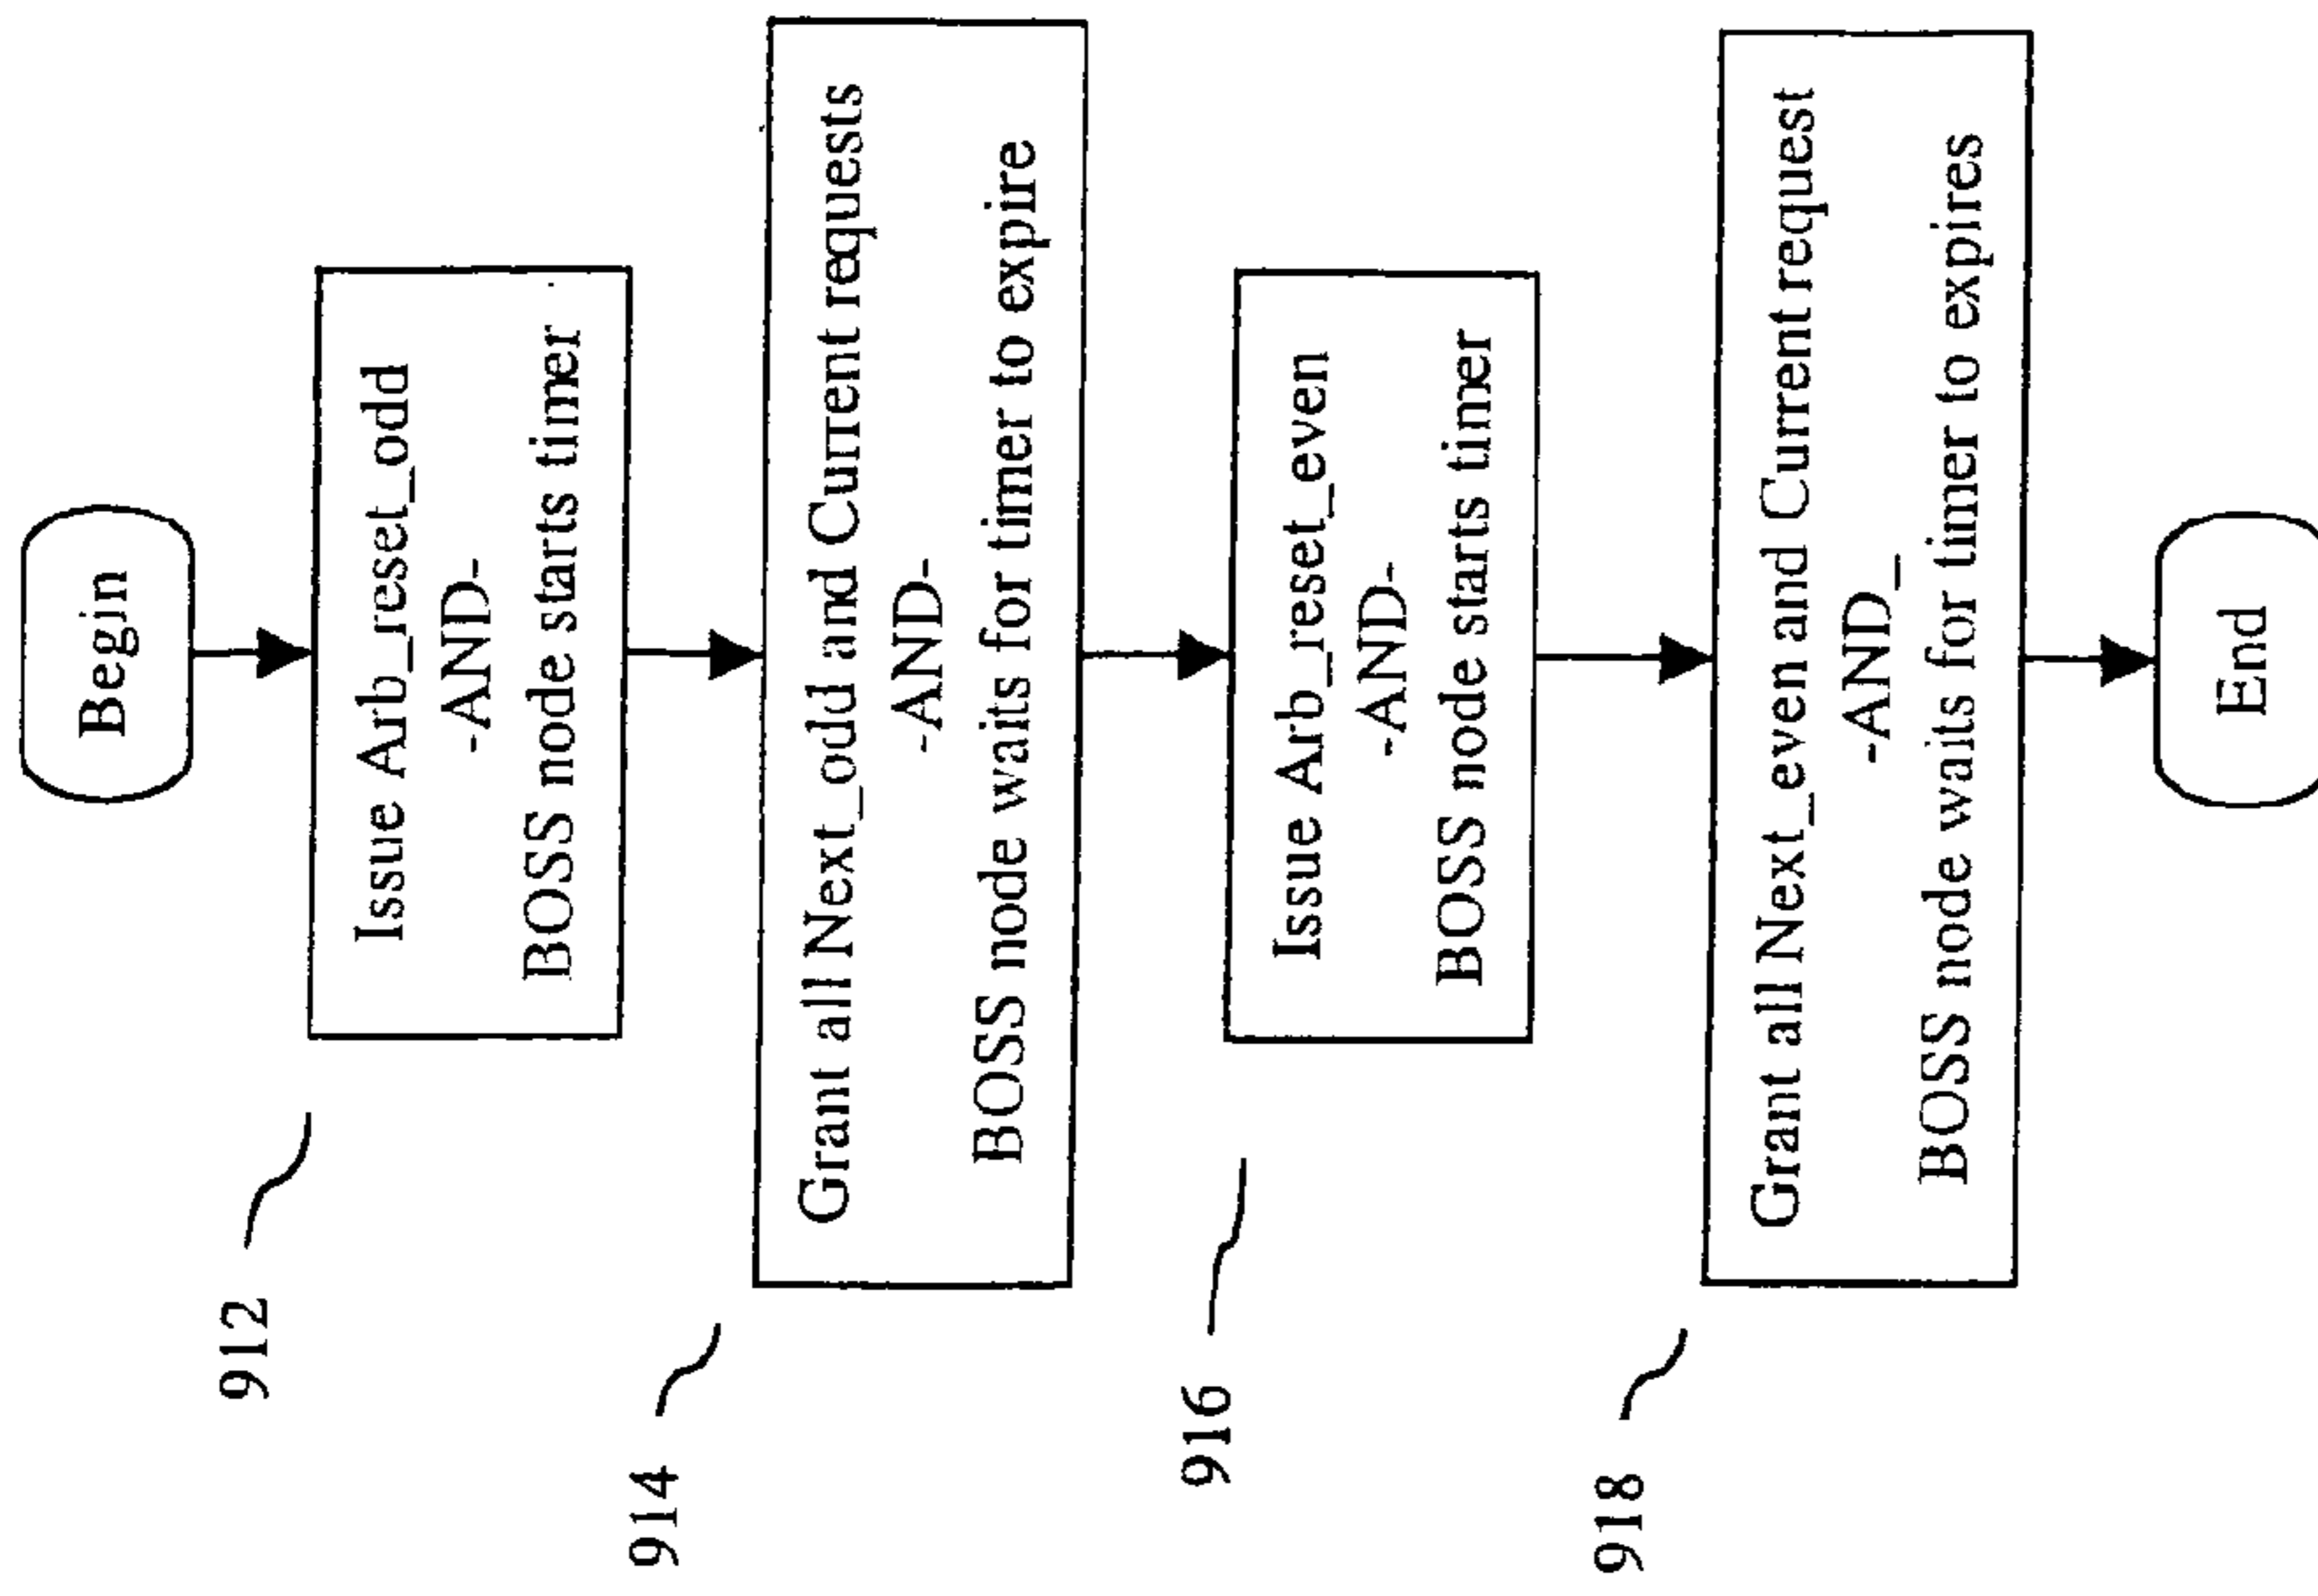 Begin
912
Issue Arb_reset_odd
-AND-
BOSS node starts timer
914
Grant all Next_odd and Current requests
-AND-
BOSS node waits for timer to expire
916
Issue Arb_reset_even
-AND-
BOSS node starts timer
918
Grant all Next_even and Current request
-AND_
BOSS node waits for timer to expires
End